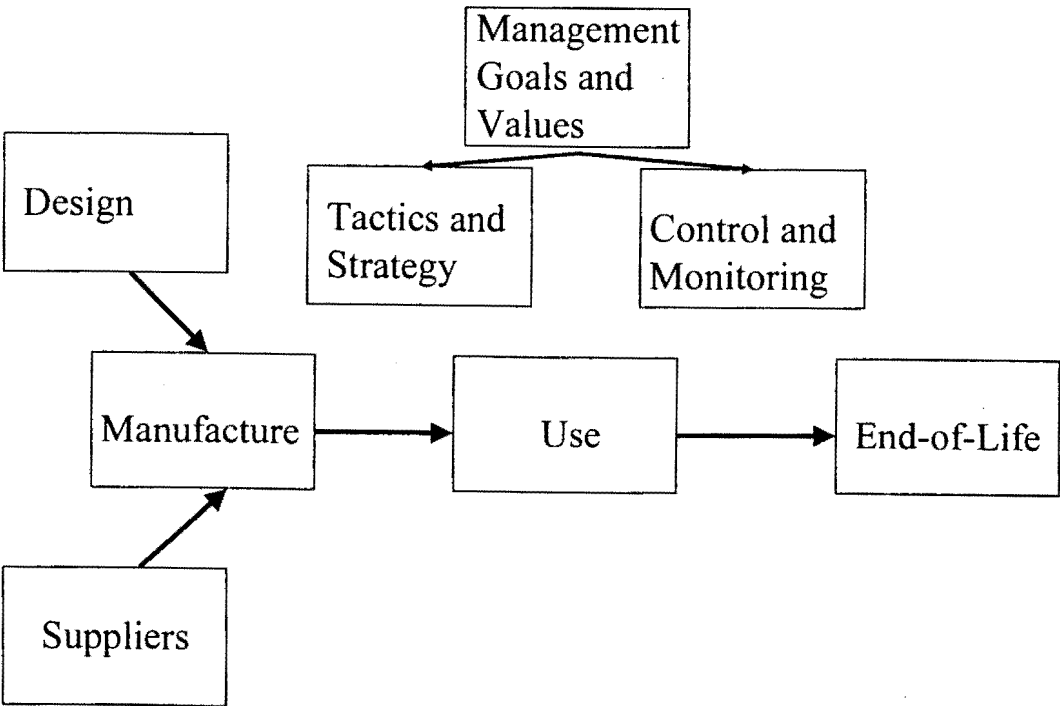 Management
Goals and
Values
Design
Tactics and
Strategy
Control and
Monitoring
Manufacture
Use
End-of-Life
Suppliers